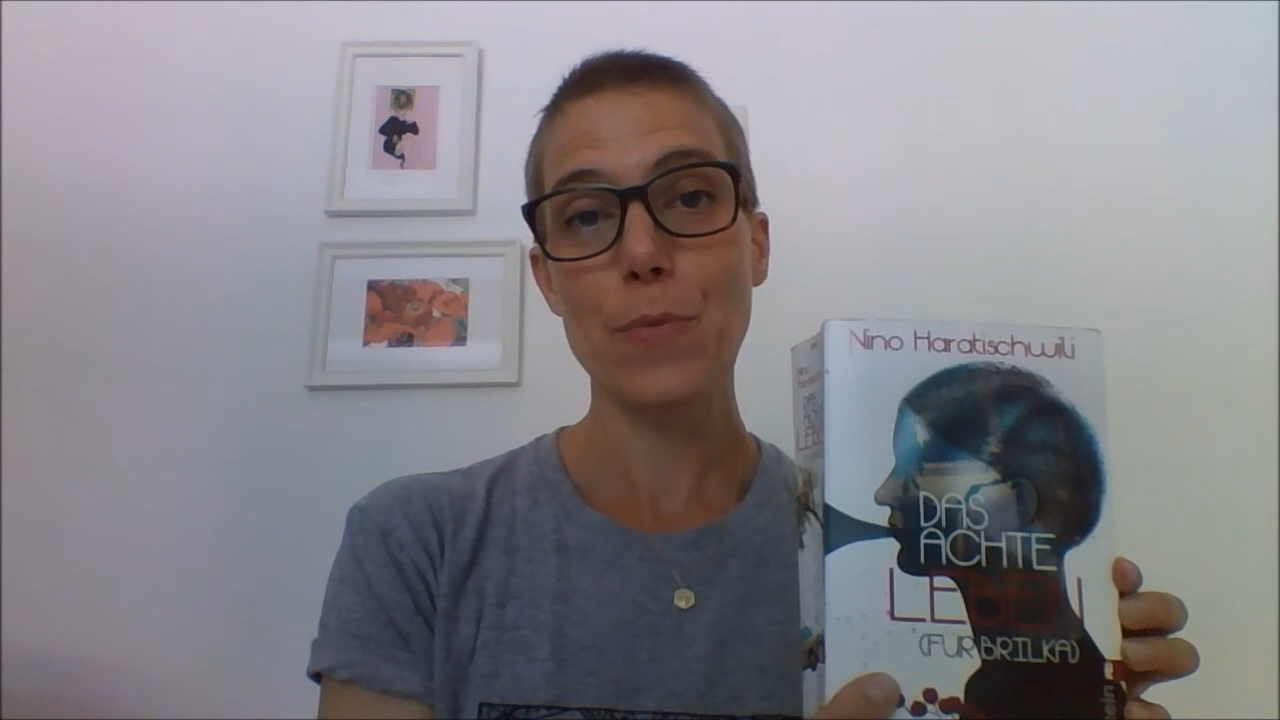 Nino Haratischwili
DAS
ACHTE
LEBEN
(FÜR BRILKA)